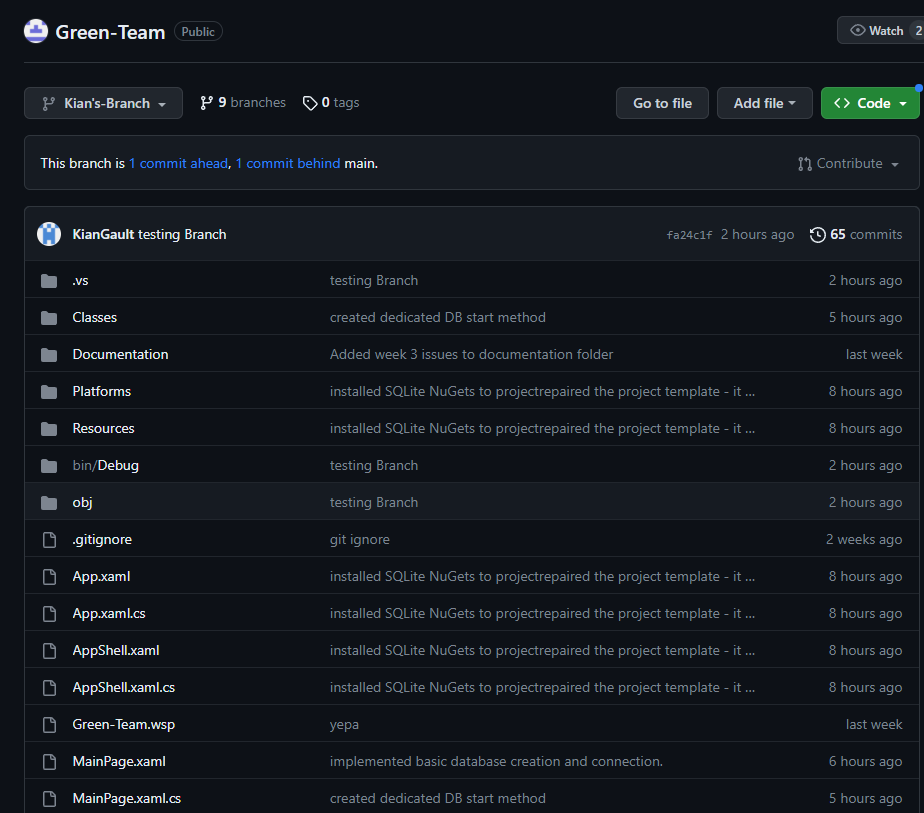 Green-Team Public Watch 2
Kian's-Branch 9 branches 0 tags Go to file Add file <> Code
This branch is 1 commit ahead, 1 commit behind main. Contribute
KianGault testing Branch fa24c1f 2 hours ago 65 commits
.vs testing Branch 2 hours ago
Classes created dedicated DB start method 5 hours ago
Documentation Added week 3 issues to documentation folder last week
Platforms installed SQLite NuGets to projectrepaired the project template - it ... 8 hours ago
Resources installed SQLite NuGets to projectrepaired the project template - it ... 8 hours ago
bin/Debug testing Branch 2 hours ago
obj testing Branch 2 hours ago
.gitignore git ignore 2 weeks ago
App.xaml installed SQLite NuGets to projectrepaired the project template - it ... 8 hours ago
App.xaml.cs installed SQLite NuGets to projectrepaired the project template - it ... 8 hours ago
AppShell.xaml installed SQLite NuGets to projectrepaired the project template - it ... 8 hours ago
AppShell.xaml.cs installed SQLite NuGets to projectrepaired the project template - it ... 8 hours ago
Green-Team.wsp yepa last week
MainPage.xaml implemented basic database creation and connection. 6 hours ago
MainPage.xaml.cs created dedicated DB start method 5 hours ago